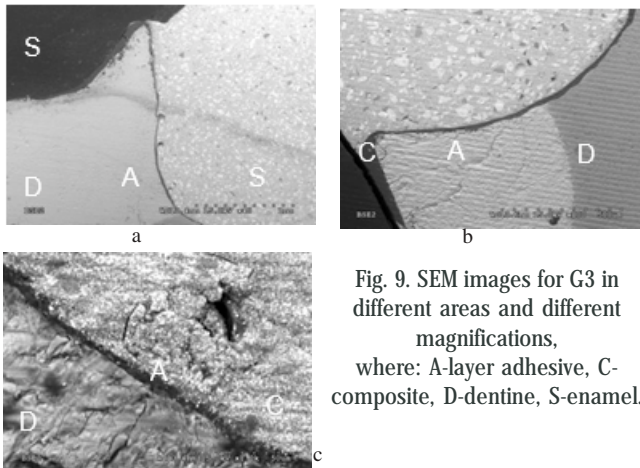 S
D
A
S
a
C
A
D
b
A
D
C
c
Fig. 9. SEM images for G3 in
different areas and different
magnifications,
where: A-layer adhesive, C-
composite, D-dentine, S-enamel.